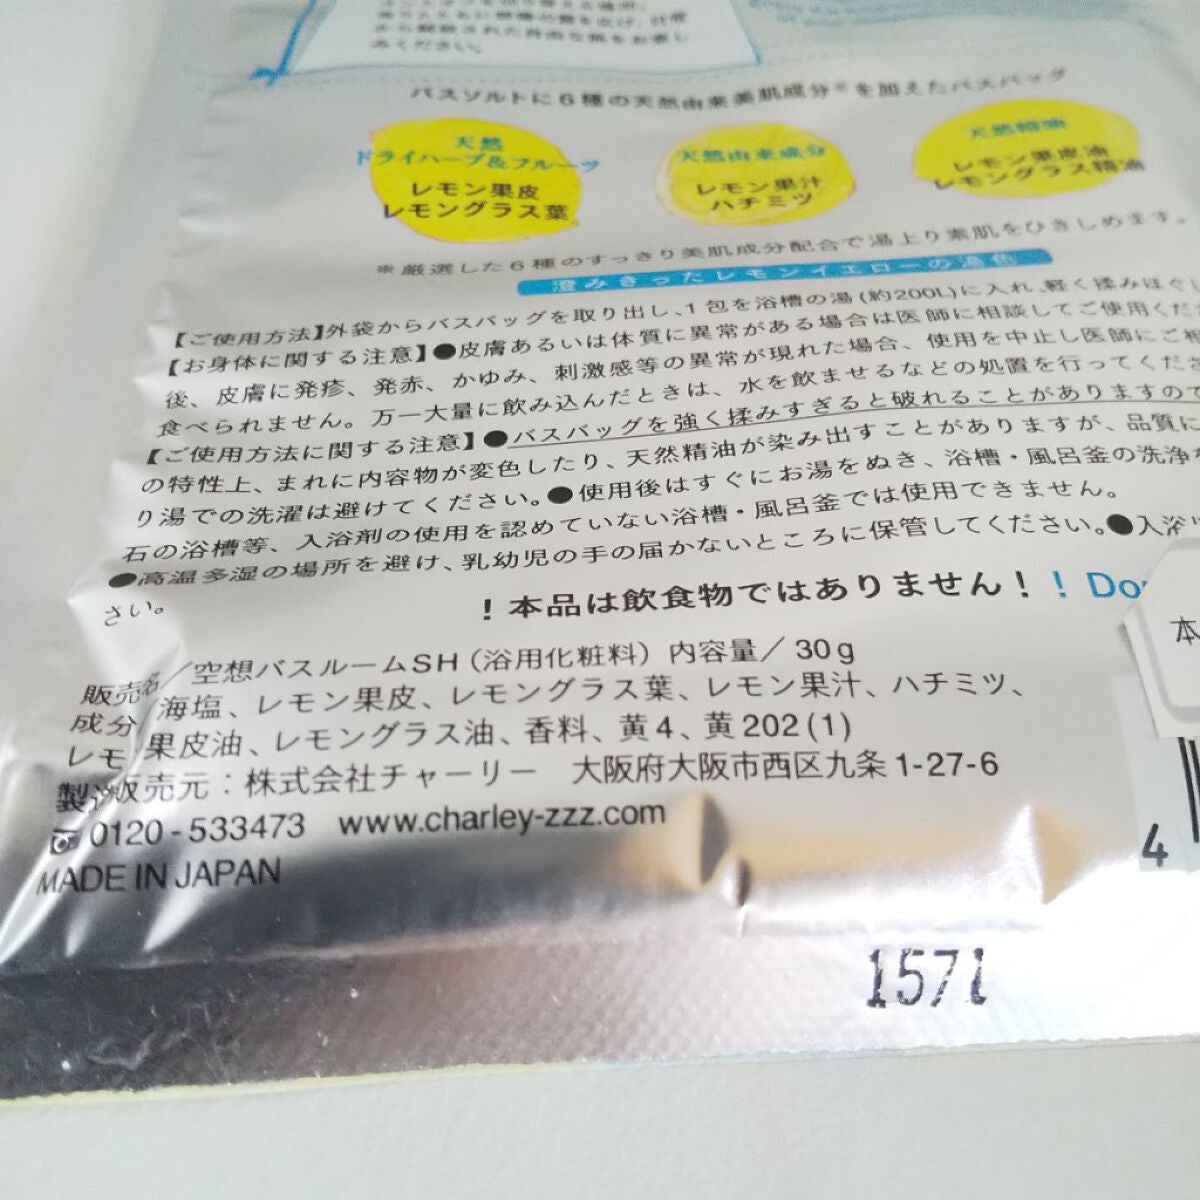 みください。
バスソルトに6種の天然由来美肌成分※を加えたバスバッグ
天然
ドライハーブ&フルーツ
レモン果皮
レモングラス葉
天然由来成分
レモン果汁
ハチミツ
天然精油
レモン果皮油
レモングラス精油
※厳選した6種のすっきり美肌成分配合で湯上り素肌をひきしめます。
澄みきったレモンイエローの湯色
【ご使用方法】外袋からバスバッグを取り出し、1包を浴槽の湯(約200L)に入れ、軽く揉みほぐし
【お身体に関する注意】●皮膚あるいは体質に異常がある場合は医師に相談してご使用くだ
後、皮膚に発疹、発赤、かゆみ、刺激感等の異常が現れた場合、使用を中止し医師にご相
食べられません。万一大量に飲み込んだときは、水を飲ませるなどの処置を行ってくださ
【ご使用方法に関する注意】●バスバッグを強く揉みすぎると破れることがありますので
の特性上、まれに内容物が変色したり、天然精油が染み出すことがありますが、品質に
り湯での洗濯は避けてください。●使用後はすぐにお湯をぬき、浴槽・風呂釜の洗浄を
石の浴槽等、入浴剤の使用を認めていない浴槽・風呂釜では使用できません。
●高温多湿の場所を避け、乳幼児の手の届かないところに保管してください。●入浴
さい。
！本品は飲食物ではありません！！Do
本
販売名／空想バスルームSH（浴用化粧料）内容量／30g
成分／海塩、レモン果皮、レモングラス葉、レモン果汁、ハチミツ、
レモン果皮油、レモングラス油、香料、黄4、黄202(1)
製造販売元：株式会社チャーリー 大阪府大阪市西区九条1-27-6
0120-533473 www.charley-zzz.com
MADE IN JAPAN
4
1571